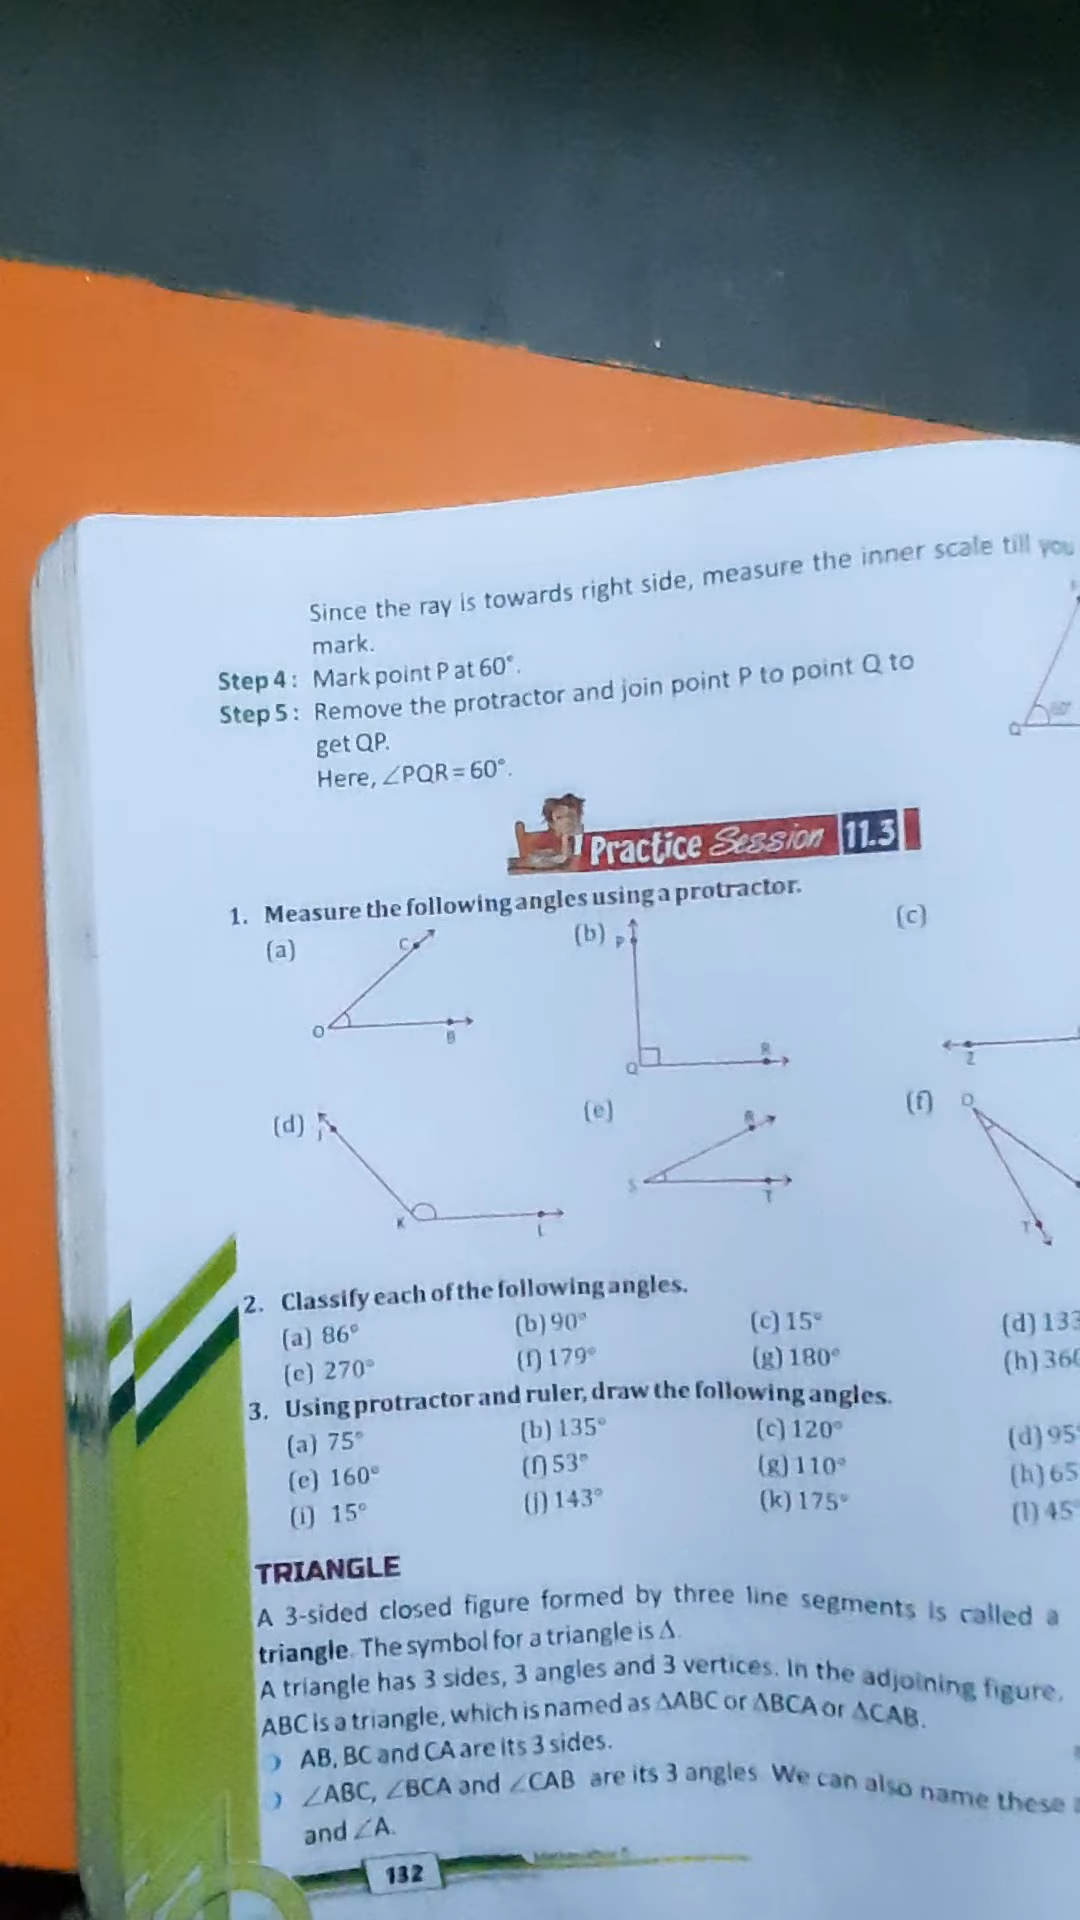 Since the ray is towards right side, measure the inner scale till you
mark.
Step 4: Mark point P at 60°.
Step 5: Remove the protractor and join point P to point Q to
get QP.
Here, ∠PQR = 60°.
Q 60°
Practice Session 11.3
1. Measure the following angles using a protractor.
(a) (b) (c)
C O B
P Q R
Z
(d) (e) (f)
J K L
R S T
O T
2. Classify each of the following angles.
(a) 86° (b) 90° (c) 15° (d) 133
(e) 270° (f) 179° (g) 180° (h) 360
3. Using protractor and ruler, draw the following angles.
(a) 75° (b) 135° (c) 120° (d) 95°
(e) 160° (f) 53° (g) 110° (h) 65
(i) 15° (j) 143° (k) 175° (l) 45°
TRIANGLE
A 3-sided closed figure formed by three line segments is called a
triangle. The symbol for a triangle is Δ.
A triangle has 3 sides, 3 angles and 3 vertices. In the adjoining figure,
ABC is a triangle, which is named as ΔABC or ΔBCA or ΔCAB.
AB, BC and CA are its 3 sides.
∠ABC, ∠BCA and ∠CAB are its 3 angles. We can also name these
and ∠A.
132